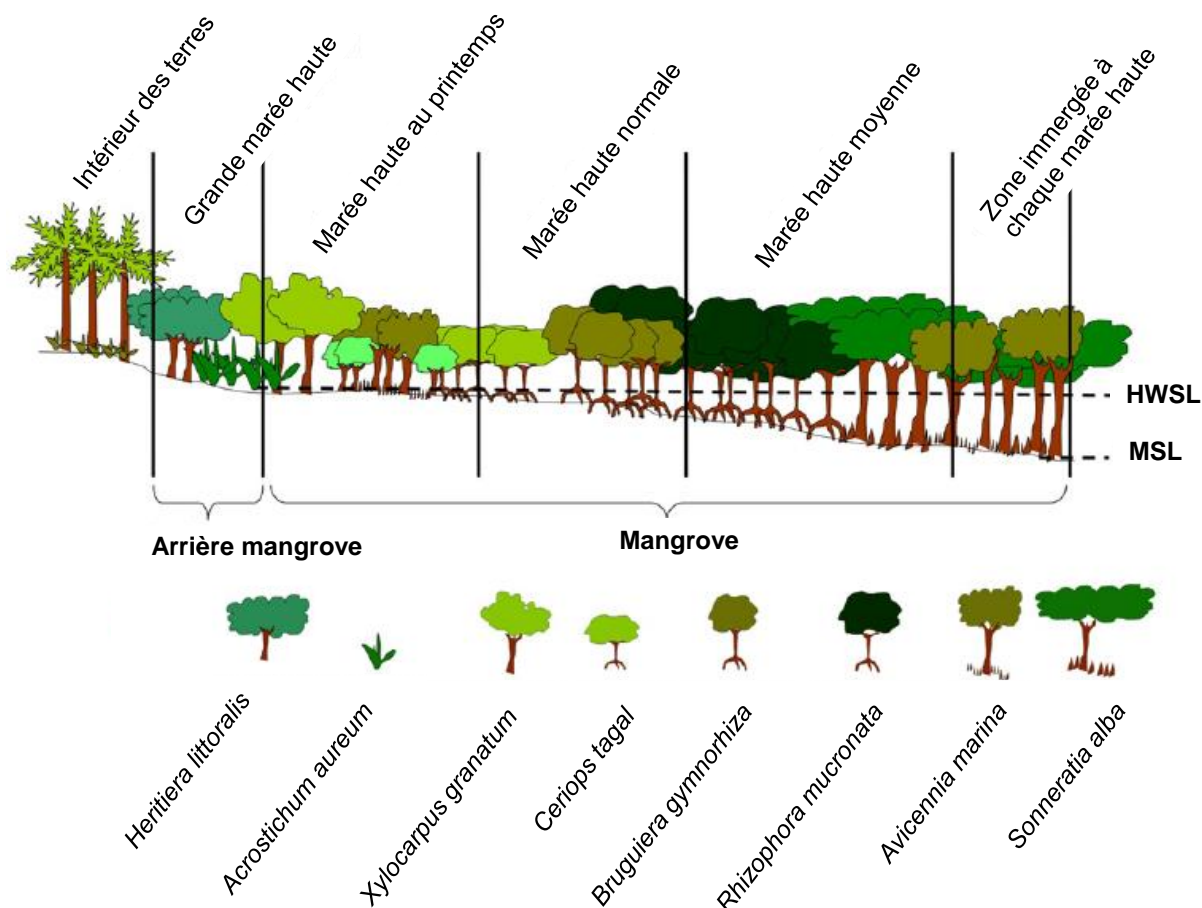 Intérieur des terres
Grande marée haute
Marée haute au printemps
Marée haute normale
Marée haute moyenne
Zone immergée à
chaque marée haute
HWSL
MSL
Arrière mangrove
Mangrove
Heritiera littoralis
Acrostichum aureum
Xylocarpus granatum
Ceriops tagal
Bruguiera gymnorhiza
Rhizophora mucronata
Avicennia marina
Sonneratia alba